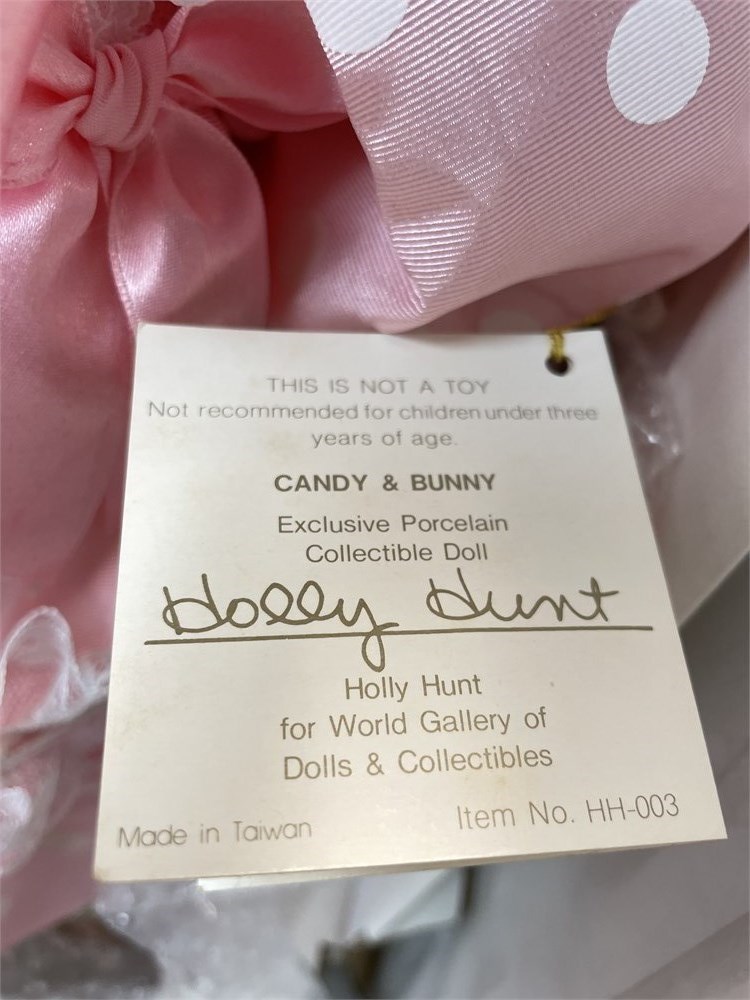 THIS IS NOT A TOY
Not recommended for children under three
years of age.
CANDY & BUNNY
Exclusive Porcelain
Collectible Doll
Holly Hunt
Holly Hunt
for World Gallery of
Dolls & Collectibles
Made in Taiwan
Item No. HH-003